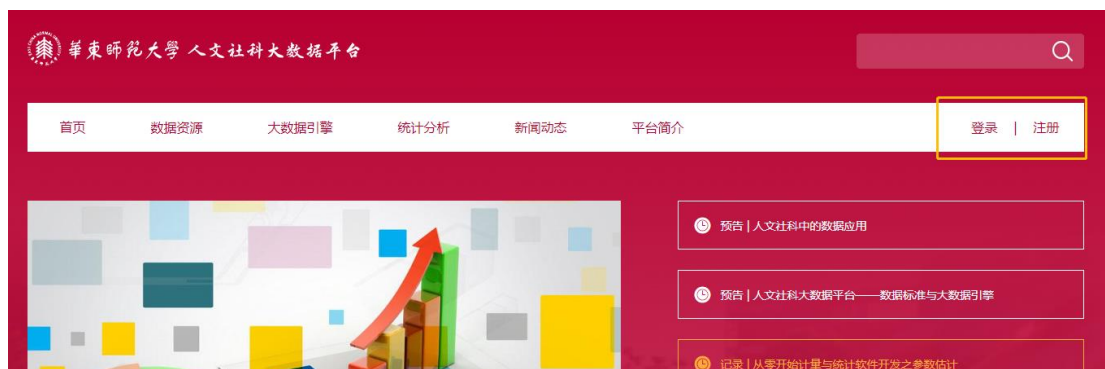 華東師範大學 人文社科大数据平台
首页 数据资源 大数据引擎 统计分析 新闻动态 平台简介 登录 | 注册
预告 | 人文社科中的数据应用
预告 | 人文社科大数据平台——数据标准与大数据引擎
记录 | 从零开始计量与统计软件开发之参数估计